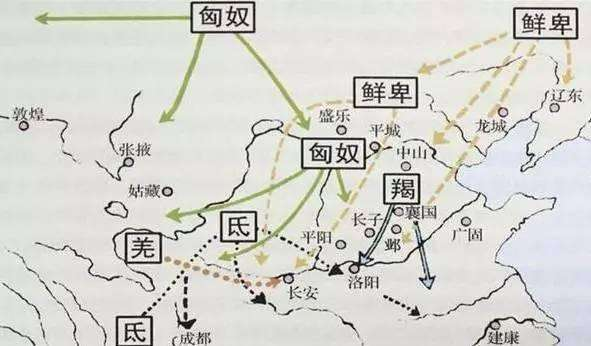 匈奴
鲜卑
鲜卑
辽东
敦煌
盛乐
龙城
平城
匈奴
中山
张掖
姑藏
羯
氐
长子
襄国
羌
平阳
邺
广固
长安
洛阳
氐
成都
建康